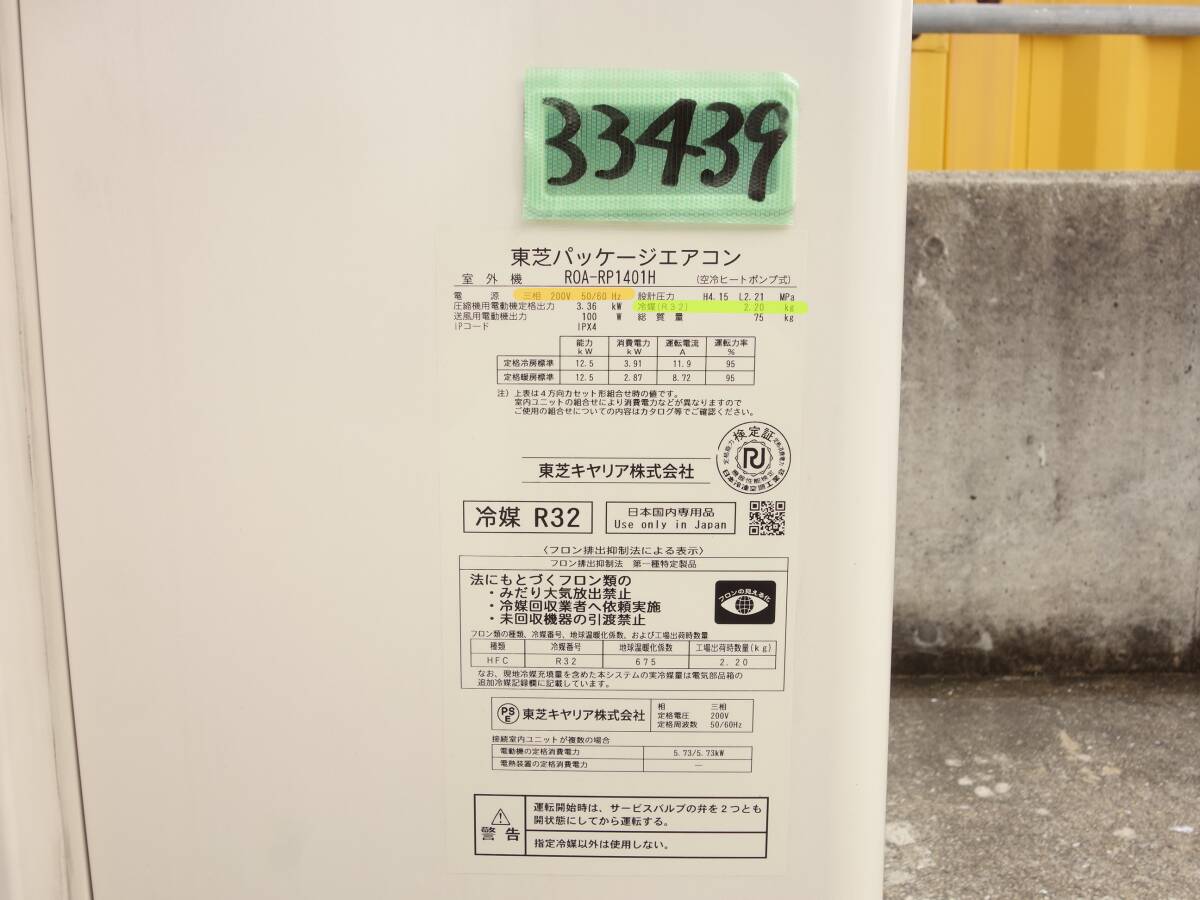 33439
東芝パッケージエアコン
室外機 ROA-RP1401H (空冷ヒートポンプ式)
電源 三相 200V 50/60 Hz 設計圧力 H4.15 L2.21 MPa
圧縮機用電動機定格出力 3.36 kW 冷媒(R32) 2.20 kg
送風用電動機出力 100 W 総質量 75 kg
IPコード IPX4
能力 kW 消費電力 kW 運転電流 A 運転力率 %
定格冷房標準 12.5 3.91 11.9 95
定格暖房標準 12.5 2.87 8.72 95
注) 上表は4方向カセット形組合せ時の値です。
室内ユニットの組合せにより消費電力などが異なりますので
ご使用の組合せについての内容はカタログ等でご確認ください。
検定証
東芝キヤリア株式会社
冷媒 R32
日本国内専用品
Use only in Japan
〈フロン排出抑制法による表示〉
フロン排出抑制法 第一種特定製品
法にもとづくフロン類の
・みだり大気放出禁止
・冷媒回収業者へ依頼実施
・未回収機器の引渡禁止
フロンの見える化
フロン類の種類、冷媒番号、地球温暖化係数、および工場出荷時数量
種類 冷媒番号 地球温暖化係数 工場出荷時数量(kg)
HFC R32 675 2.20
なお、現地冷媒充填量を含めた本システムの実冷媒量は電気部品箱の
追加冷媒記録欄に記載しています。
PSE 東芝キヤリア株式会社
相 三相
定格電圧 200V
定格周波数 50/60Hz
接続室内ユニットが複数の場合
電動機の定格消費電力 5.73/5.73kW
電熱装置の定格消費電力 —
警告
運転開始時は、サービスバルブの弁を2つとも
開状態にしてから運転する。
指定冷媒以外は使用しない。